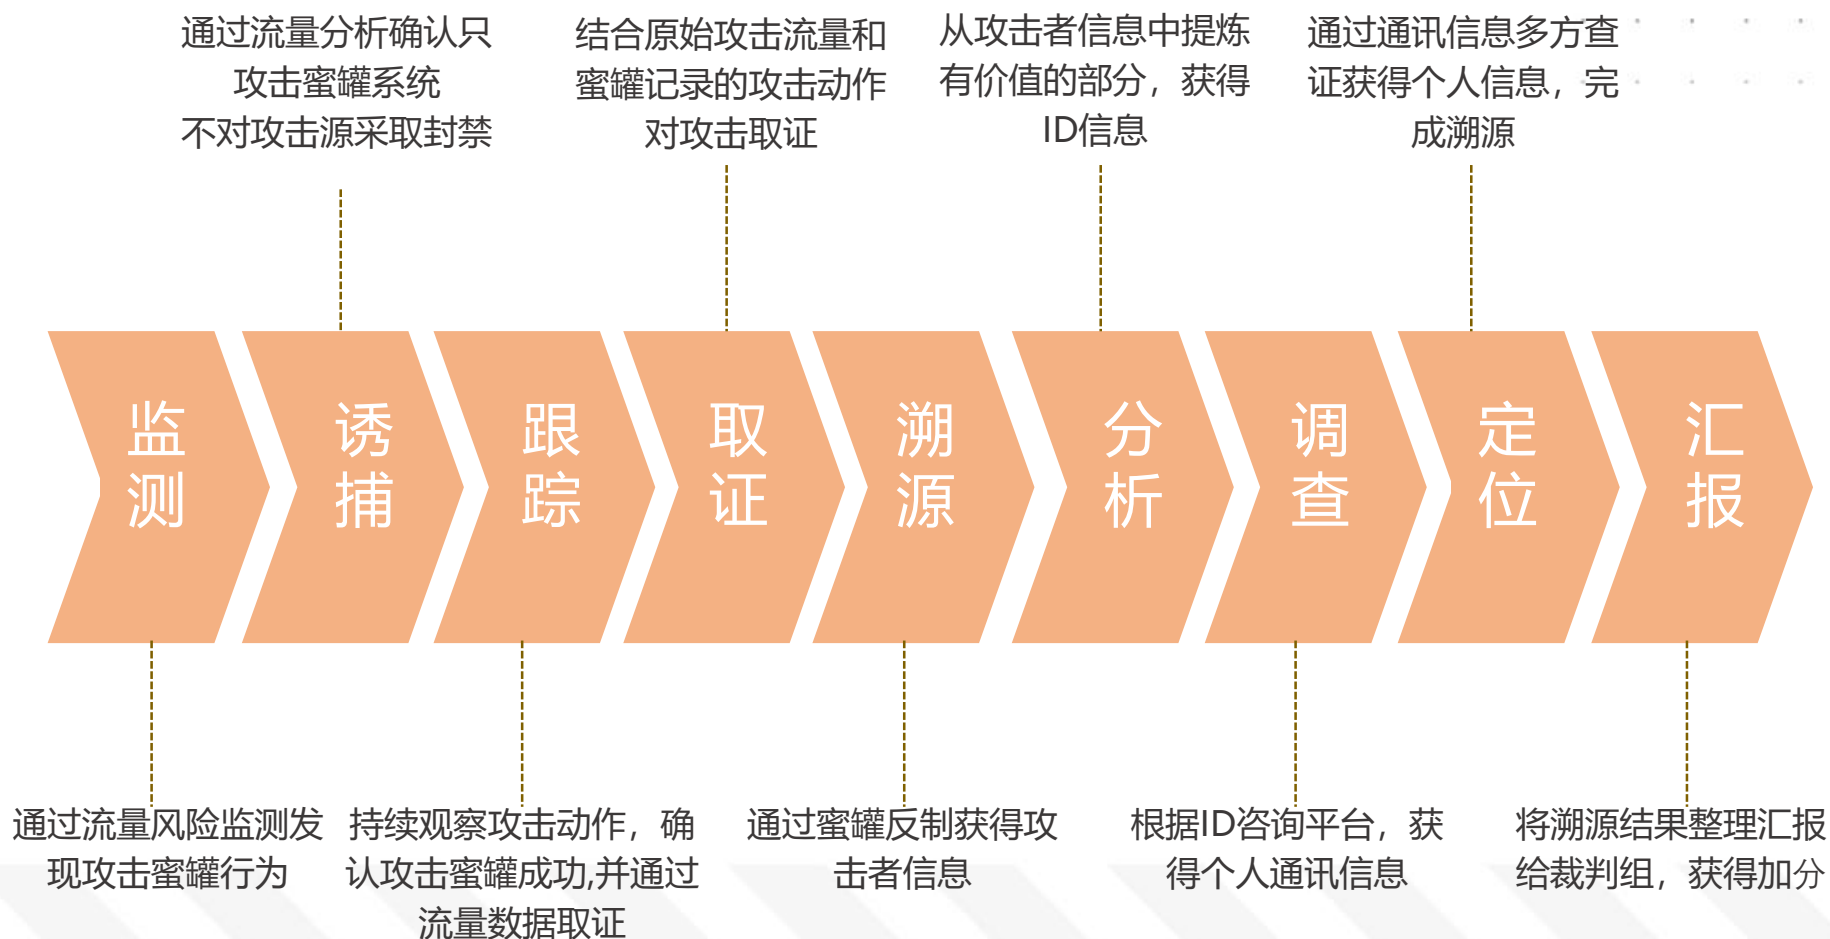 通过流量分析确认只
攻击蜜罐系统
不对攻击源采取封禁
结合原始攻击流量和
蜜罐记录的攻击动作
对攻击取证
从攻击者信息中提炼
有价值的部分，获得
ID信息
通过通讯信息多方查
证获得个人信息，完
成溯源
监
测
诱
捕
跟
踪
取
证
溯
源
分
析
调
查
定
位
汇
报
通过流量风险监测发
现攻击蜜罐行为
持续观察攻击动作，确
认攻击蜜罐成功,并通过
流量数据取证
通过蜜罐反制获得攻
击者信息
根据ID咨询平台，获
得个人通讯信息
将溯源结果整理汇报
给裁判组，获得加分